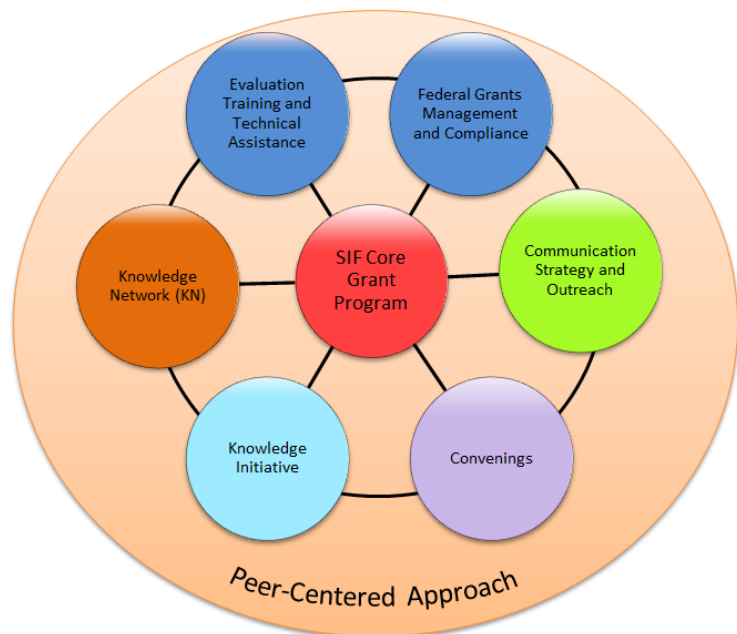 Evaluation
Training and
Technical
Assistance
Federal Grants
Management
and Compliance
Knowledge
Network (KN)
SIF Core
Grant
Program
Communication
Strategy and
Outreach
Knowledge
Initiative
Convenings
Peer-Centered Approach